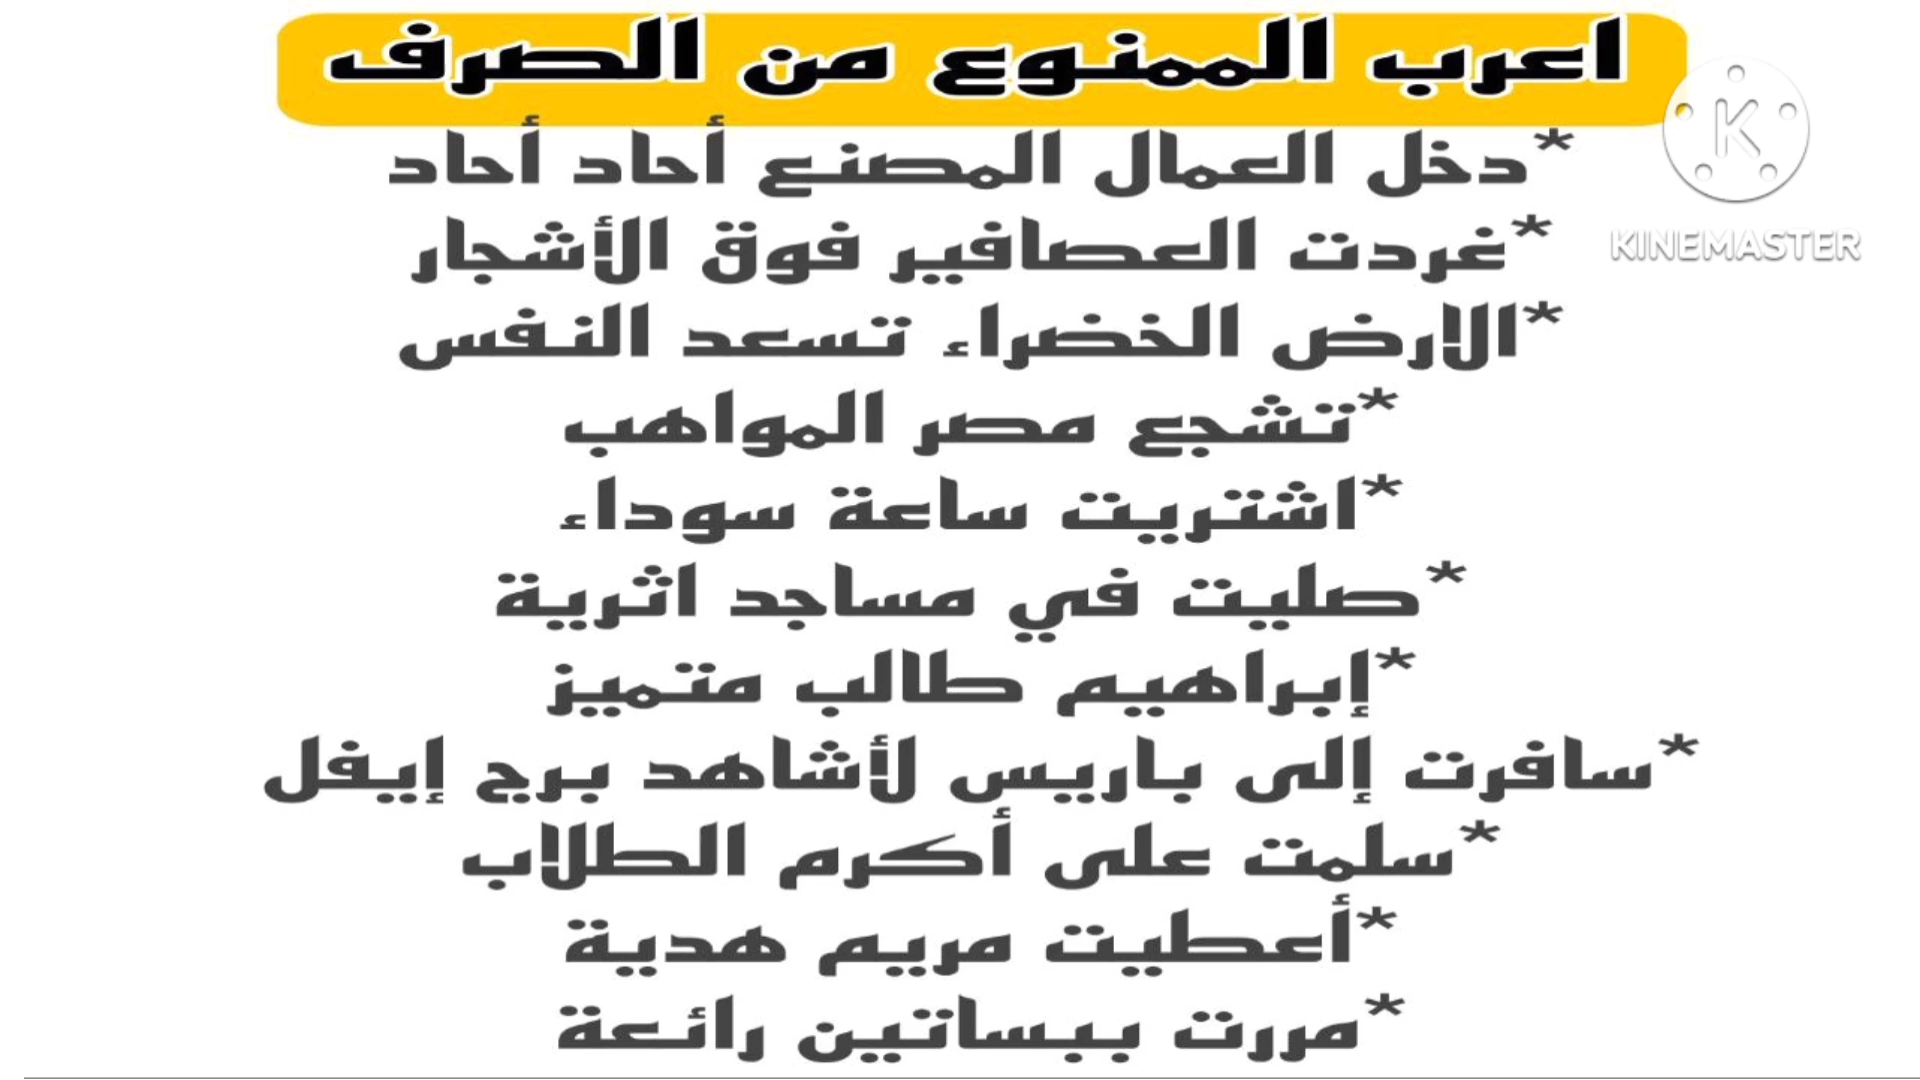 اعرب الممنوع من الصرف
*دخل العمال المصنع أحاد أحاد
*غردت العصافير فوق الأشجار
*الارض الخضراء تسعد النفس
*تشجع مصر المواهب
*اشتريت ساعة سوداء
*صليت في مساجد اثرية
*إبراهيم طالب متميز
*سافرت إلى باريس لأشاهد برج إيفل
*سلمت على أكرم الطلاب
*أعطيت مريم هدية
*مررت ببساتين رائعة
K
KINEMASTER